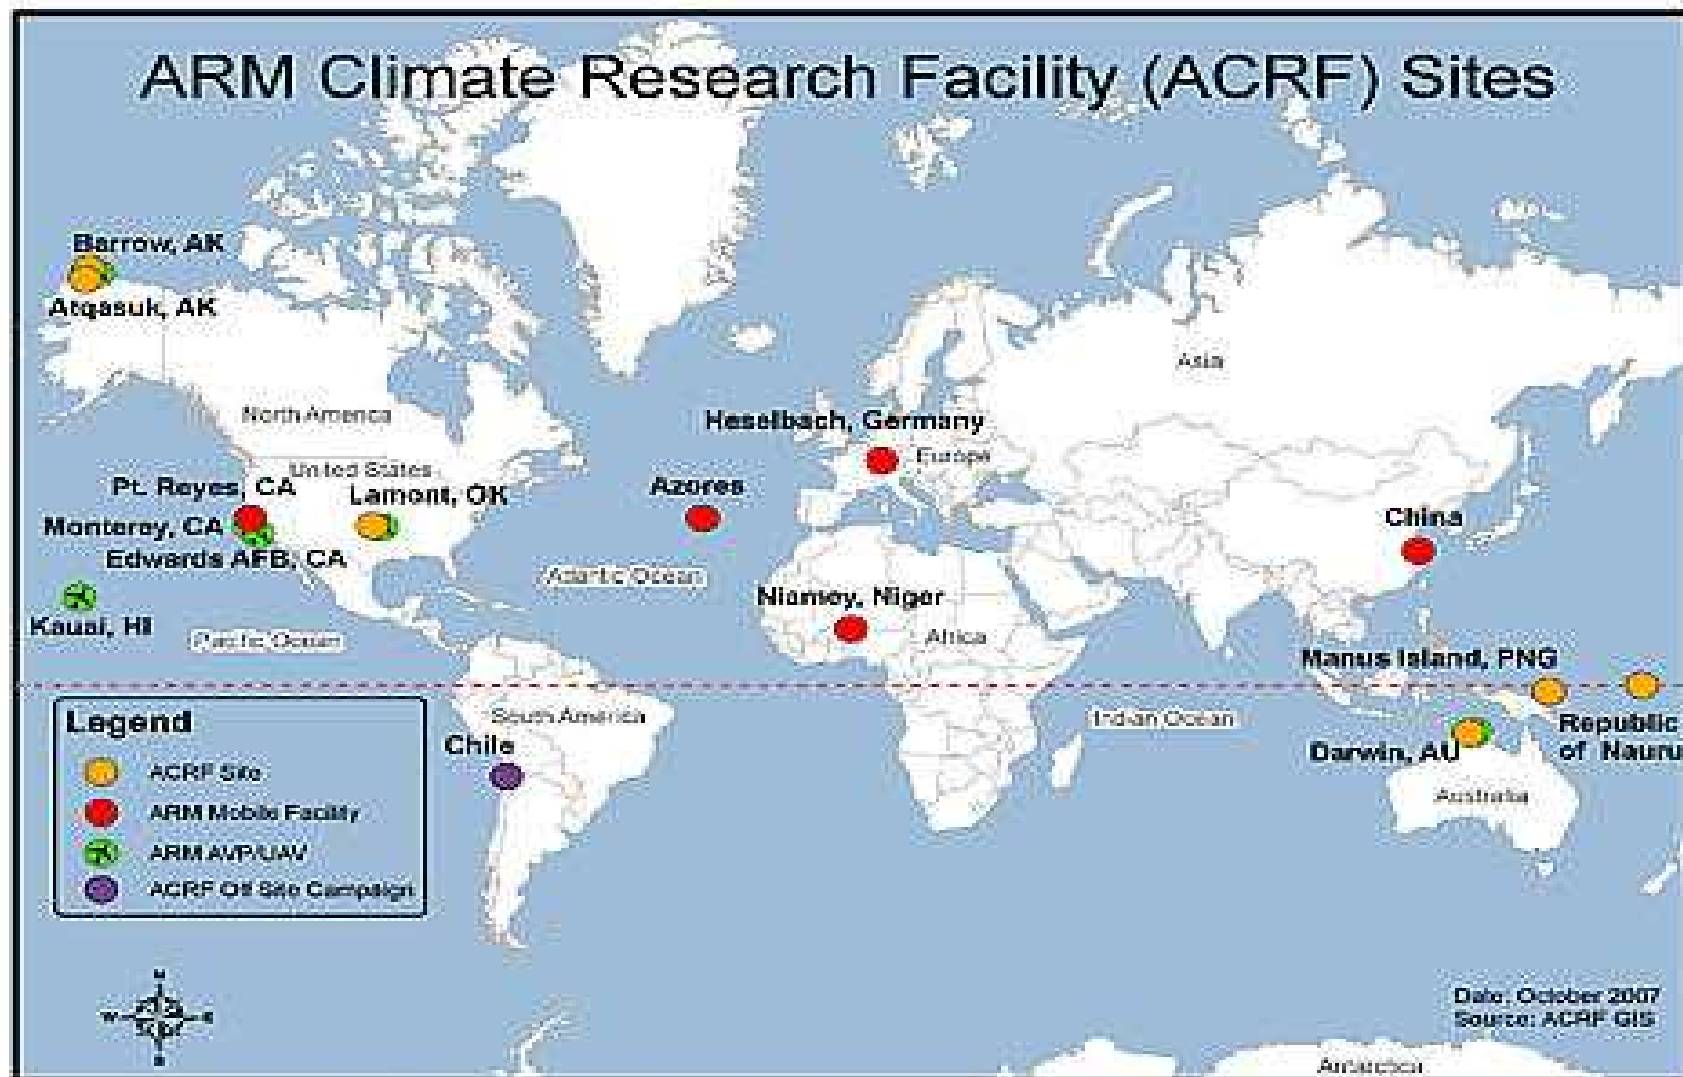 ARM Climate Research Facility (ACRF) Sites
Barrow, AK
Atqasuk, AK
Asia
North America
Heselbach, Germany
Europe
United States
Pt. Reyes, CA
Lamont, OK
Azores
Monterey, CA
China
Edwards AFB, CA
Atlantic Ocean
Niamey, Niger
Kauai, HI
Pacific Ocean
Africa
Manus Island, PNG
Legend
South America
Indian Ocean
Republic
of Nauru
Chile
Darwin, AU
ACRF Site
Australia
ARM Mobile Facility
ARM AVP/UAV
ACRF Off Site Campaign
N
W
E
S
Date: October 2007
Source: ACRF GIS
Antarctica